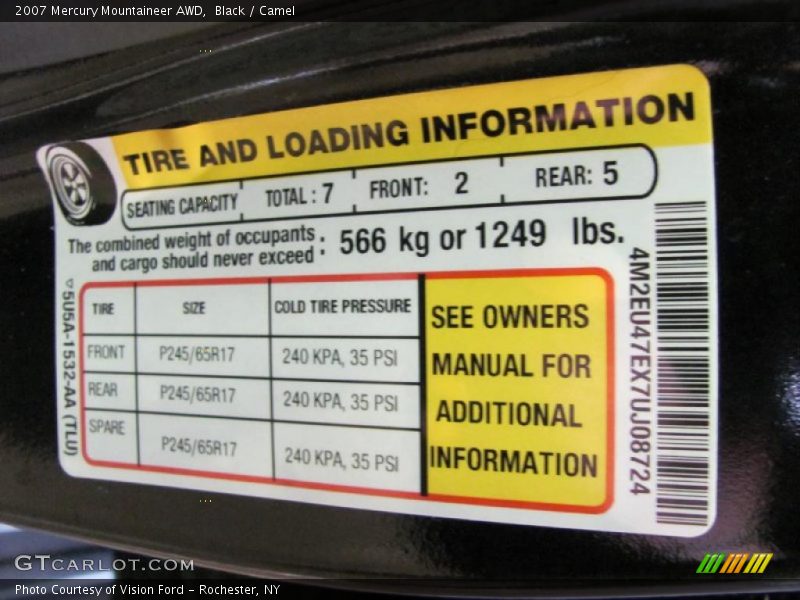 2007 Mercury Mountaineer AWD, Black / Camel
TIRE AND LOADING INFORMATION
SEATING CAPACITY TOTAL : 7 FRONT: 2 REAR: 5
The combined weight of occupants
and cargo should never exceed : 566 kg or 1249 lbs.
TIRE SIZE COLD TIRE PRESSURE
FRONT P245/65R17 240 KPA, 35 PSI
REAR P245/65R17 240 KPA, 35 PSI
SPARE P245/65R17 240 KPA, 35 PSI
SEE OWNERS
MANUAL FOR
ADDITIONAL
INFORMATION
5U5A-1532-AA (TLU)
4M2EU47EX7UJ08724
GTCARLOT.COM
Photo Courtesy of Vision Ford - Rochester, NY